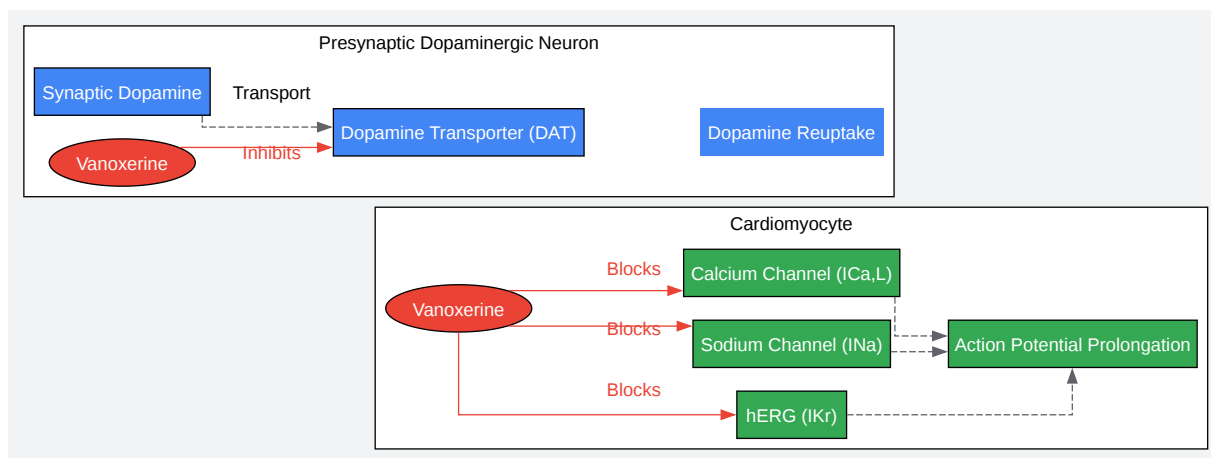 Presynaptic Dopaminergic Neuron
Synaptic Dopamine
Transport
Dopamine Transporter (DAT)
Dopamine Reuptake
Vanoxerine
Inhibits
Cardiomyocyte
Blocks
Calcium Channel (ICa,L)
Vanoxerine
Blocks
Sodium Channel (INa)
Action Potential Prolongation
Blocks
hERG (IKr)